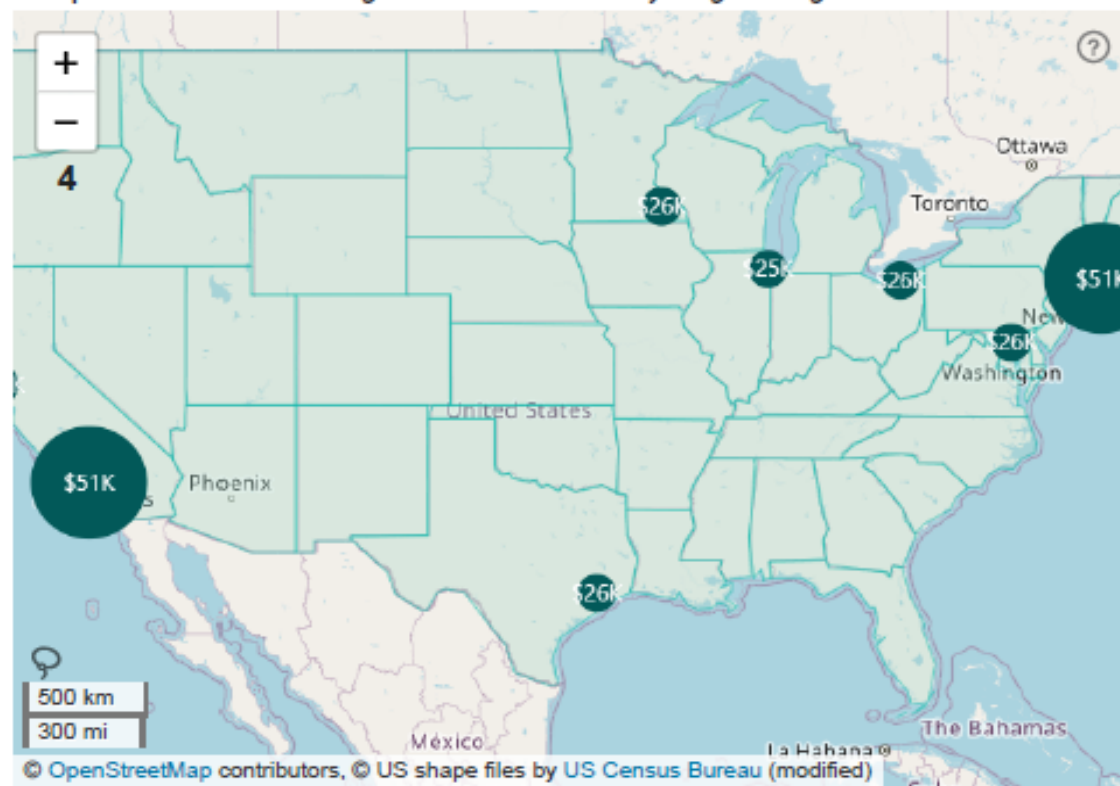 +
?
−
4
Ottawa
Toronto
$26K
$25K
$26K
$51K
New
$26K
Washington
K
United States
$51K
s
Phoenix
$26K
500 km
300 mi
México
The Bahamas
La Habana
© OpenStreetMap contributors, © US shape files by US Census Bureau (modified)